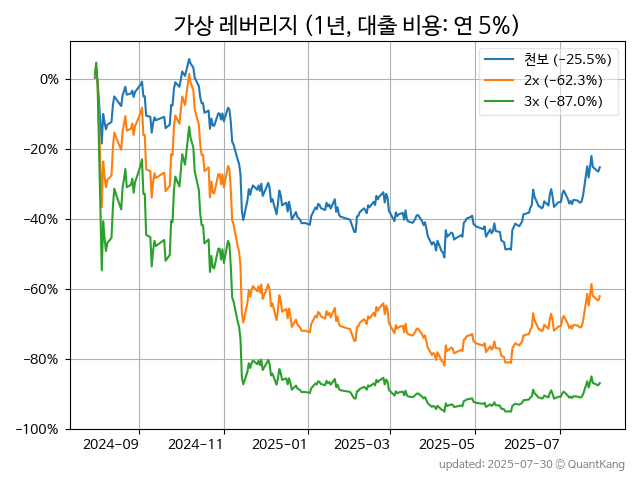 가상 레버리지 (1년, 대출 비용: 연 5%)
천보 (−25.5%)
2x (−62.3%)
3x (−87.0%)
0%
−20%
−40%
−60%
−80%
−100%
2024-09 2024-11 2025-01 2025-03 2025-05 2025-07
updated: 2025-07-30 © QuantKang